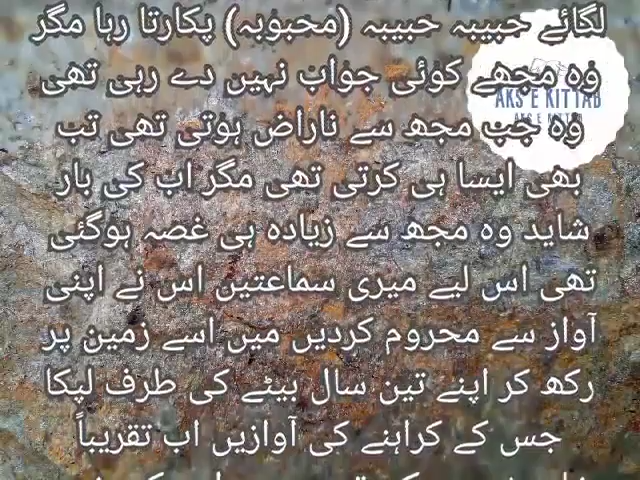 لگائے حبیبہ حبیبہ (محبوبہ) پکارتا رہا مگر
وہ مجھے کوئی جواب نہیں دے رہی تھی
وہ جب مجھ سے ناراض ہوتی تھی تب
بھی ایسا ہی کرتی تھی مگر اب کی بار
شاید وہ مجھ سے زیادہ ہی غصہ ہوگئی
تھی اس لیے میری سماعتیں اس نے اپنی
آواز سے محروم کردیں میں اسے زمین پر
رکھ کر اپنے تین سال بیٹے کی طرف لپکا
جس کے کراہنے کی آوازیں اب تقریباً
AKS E KITTAB